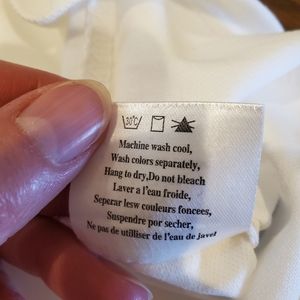 30°C
Machine wash cool,
Wash colors separately,
Hang to dry,Do not bleach
Laver a l'eau froide,
Seperar lesw couleurs foncees,
Suspendre por secher,
Ne pas de utilliser de l'eau de javel